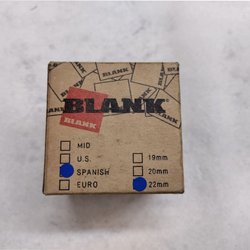 BLANK
BLANK
MID
U.S. 19mm
SPANISH 20mm
EURO 22mm